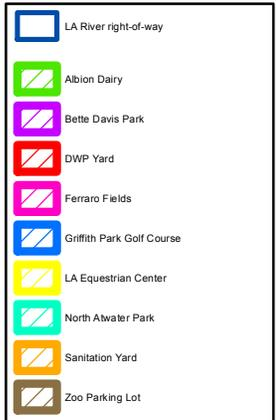 LA River right-of-way
Albion Dairy
Bette Davis Park
DWP Yard
Ferraro Fields
Griffith Park Golf Course
LA Equestrian Center
North Atwater Park
Sanitation Yard
Zoo Parking Lot